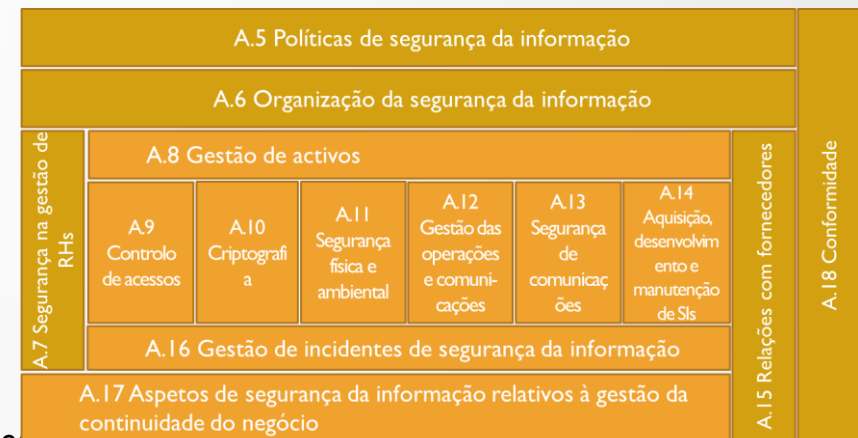 A.5 Políticas de segurança da informação
A.6 Organização da segurança da informação
A.7 Segurança na gestão de
RHs
A.8 Gestão de activos
A.9
Controlo
de acessos
A.10
Criptografi
a
A.11
Segurança
física e
ambiental
A.12
Gestão das
operações
e comuni-
cações
A.13
Segurança
de
comunicaç
ões
A.14
Aquisição,
desenvolvim
ento e
manutenção
de SIs
A.16 Gestão de incidentes de segurança da informação
A.17 Aspetos de segurança da informação relativos à gestão da
continuidade do negócio
A.15 Relações com fornecedores
A.18 Conformidade